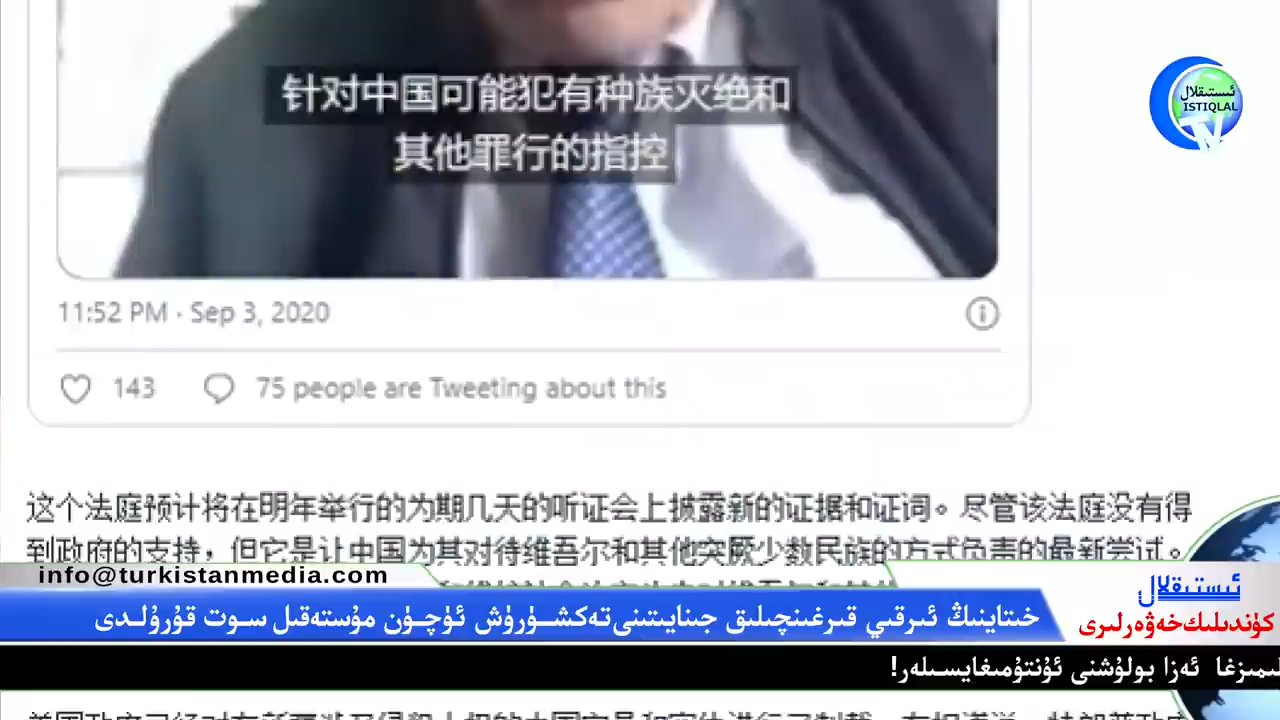 针对中国可能犯有种族灭绝和
其他罪行的指控
ئىستىقلال
ISTIQLAL
TV
11:52 PM · Sep 3, 2020
143
75 people are Tweeting about this
这个法庭预计将在明年举行的为期几天的听证会上披露新的证据和证词。尽管该法庭没有得
到政府的支持，但它是让中国为其对待维吾尔和其他突厥少数民族的方式负责的最新尝试。
info@turkistanmedia.com
ئىستىقلال
خىتاينىڭ ئىرقىي قىرغىنچىلىق جىنايىتىنى تەكشۈرۈش ئۈچۈن مۇستەقىل سوت قۇرۇلدى
كۈندىلىك خەۋەرلىرى
لىمىزغا ئەزا بولۇشنى ئۇنتۇمىغايسىلەر!